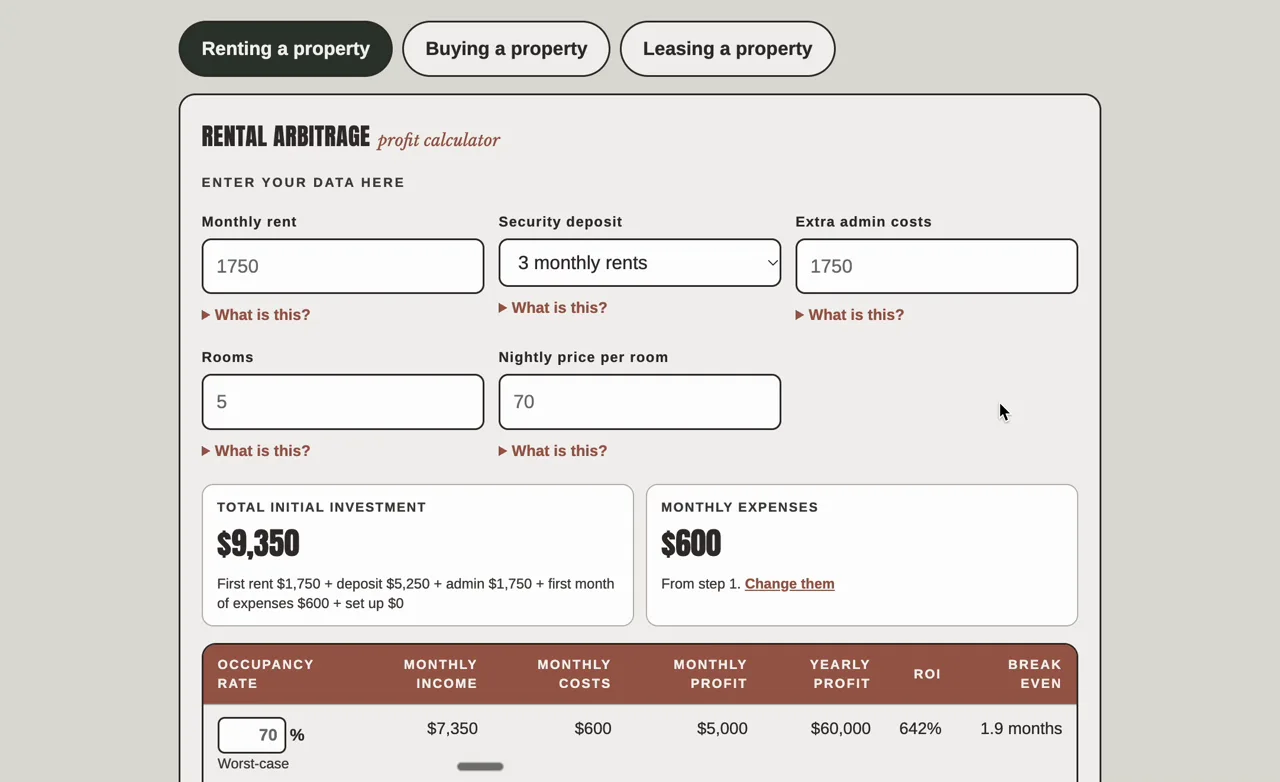 Renting a property
Buying a property
Leasing a property
RENTAL ARBITRAGE profit calculator
ENTER YOUR DATA HERE
Monthly rent
Security deposit
Extra admin costs
1750
3 monthly rents
1750
What is this?
What is this?
What is this?
Rooms
Nightly price per room
5
70
What is this?
What is this?
TOTAL INITIAL INVESTMENT
$9,350
First rent $1,750 + deposit $5,250 + admin $1,750 + first month
of expenses $600 + set up $0
MONTHLY EXPENSES
$600
From step 1. Change them
OCCUPANCY RATE
MONTHLY INCOME
MONTHLY COSTS
MONTHLY PROFIT
YEARLY PROFIT
ROI
BREAK EVEN
70 %
$7,350
$600
$5,000
$60,000
642%
1.9 months
Worst-case